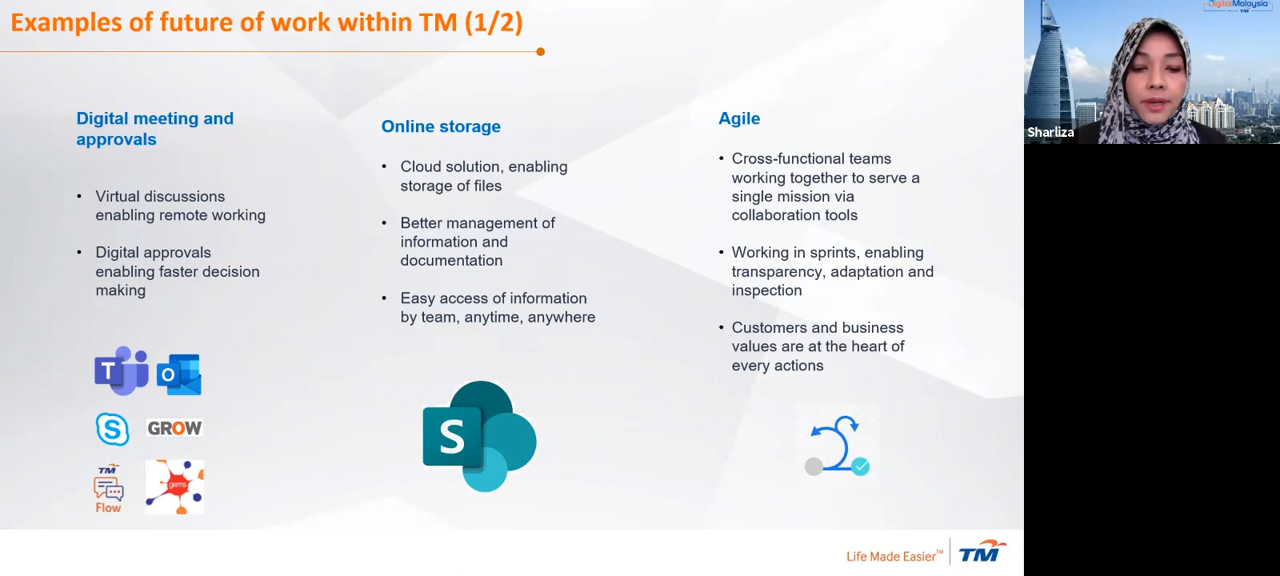 Examples of future of work within TM (1/2)
Digital meeting and
approvals
• Virtual discussions
enabling remote working
• Digital approvals
enabling faster decision
making
T
O
S
GROW
TM
Flow
gems
Online storage
• Cloud solution, enabling
storage of files
• Better management of
information and
documentation
• Easy access of information
by team, anytime, anywhere
S
Agile
• Cross-functional teams
working together to serve a
single mission via
collaboration tools
• Working in sprints, enabling
transparency, adaptation and
inspection
• Customers and business
values are at the heart of
every actions
Life Made Easier™
TM
DigitalMalaysia
TM
Sharliza